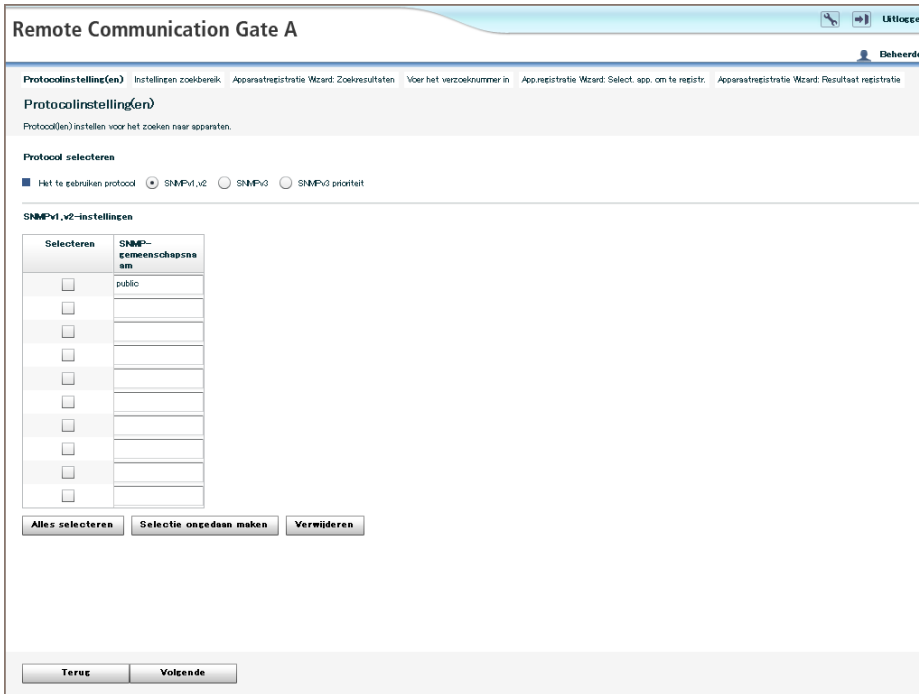 Remote Communication Gate A
Uitlogge
Beheerde
Protocolinstelling(en) Instellingen zoekbereik Apparaatregistratie Wizard: Zoekresultaten Voer het verzoeknummer in App.registratie Wizard: Select. app. om te registr. Apparaatregistratie Wizard: Resultaat registratie
Protocolinstelling(en)
Protocol(len) instellen voor het zoeken naar apparaten.
Protocol selecteren
Het te gebruiken protocol SNMPv1,v2 SNMPv3 SNMPv3 prioriteit
SNMPv1,v2-instellingen
Selecteren
SNMP-
gemeenschapsna
am
public
Alles selecteren Selectie ongedaan maken Verwijderen
Terug Volgende